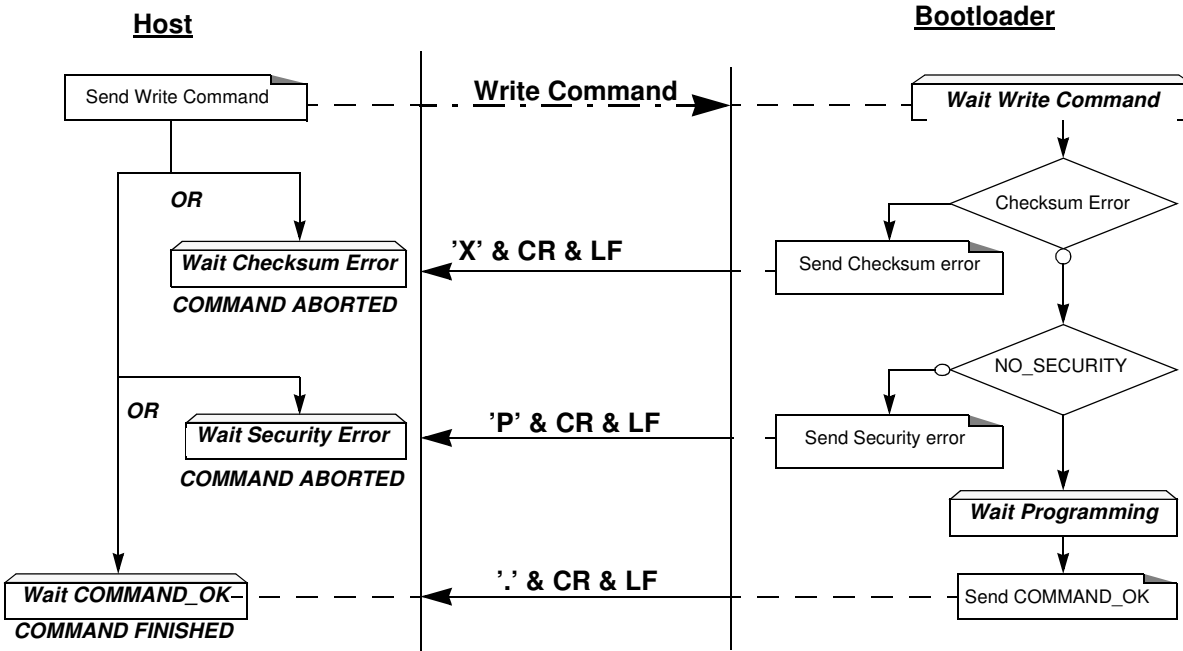 Host
Bootloader
Send Write Command
Write Command
Wait Write Command
OR
Checksum Error
Wait Checksum Error
COMMAND ABORTED
’X’ & CR & LF
Send Checksum error
NO_SECURITY
OR
Wait Security Error
COMMAND ABORTED
’P’ & CR & LF
Send Security error
Wait Programming
Wait COMMAND_OK
COMMAND FINISHED
’.’ & CR & LF
Send COMMAND_OK